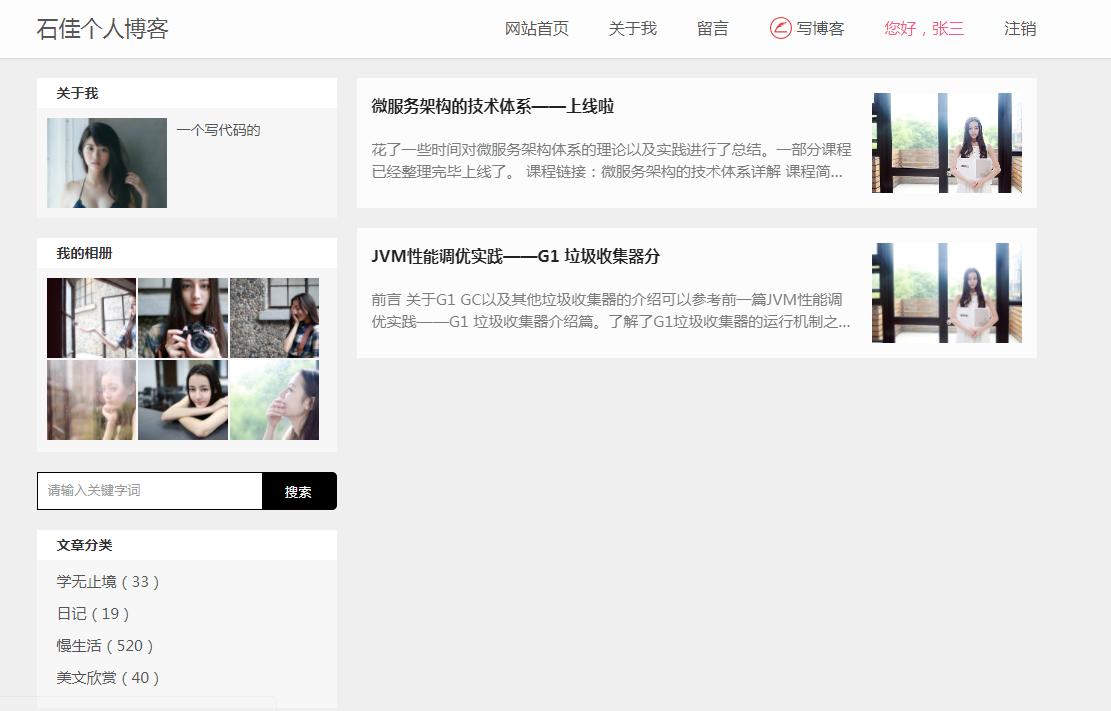 石佳个人博客
网站首页
关于我
留言
写博客
您好，张三
注销
关于我
一个写代码的
我的相册
请输入关键字词
搜索
文章分类
学无止境 ( 33 )
日记 ( 19 )
慢生活 ( 520 )
美文欣赏 ( 40 )
微服务架构的技术体系——上线啦
花了一些时间对微服务架构体系的理论以及实践进行了总结。一部分课程
已经整理完毕上线了。 课程链接：微服务架构的技术体系详解 课程简...
JVM性能调优实践——G1 垃圾收集器分
前言 关于G1 GC以及其他垃圾收集器的介绍可以参考前一篇JVM性能调
优实践——G1 垃圾收集器介绍篇。了解了G1垃圾收集器的运行机制之...